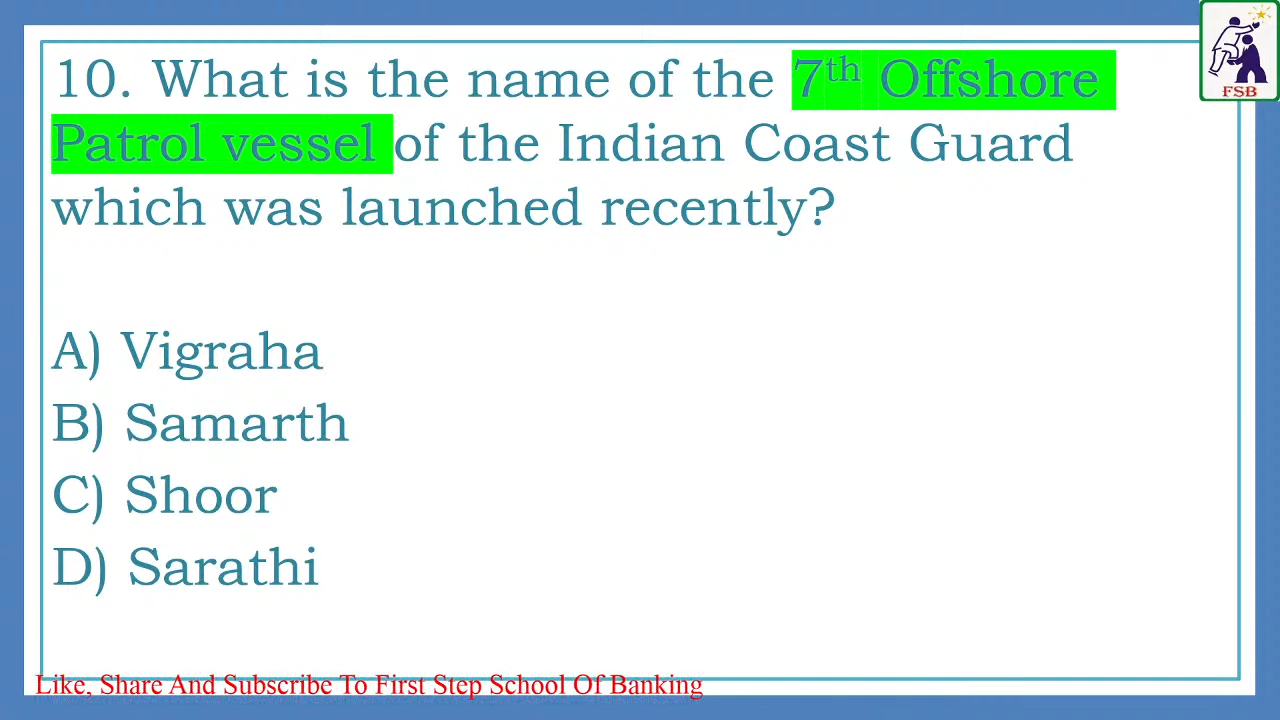 10. What is the name of the 7th Offshore
Patrol vessel of the Indian Coast Guard
which was launched recently?
A) Vigraha
B) Samarth
C) Shoor
D) Sarathi
Like, Share And Subscribe To First Step School Of Banking
FSB